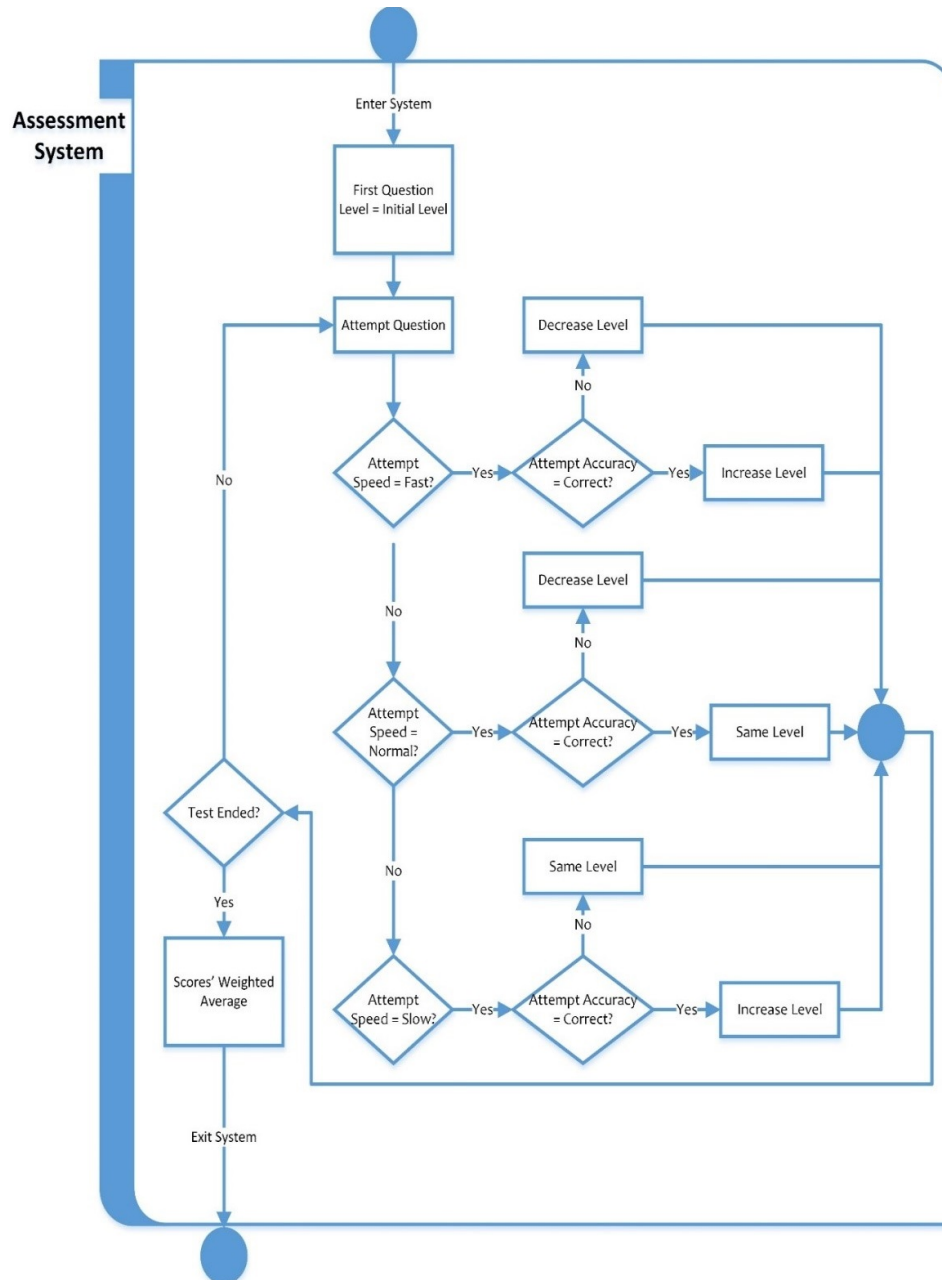 Assessment
System
Enter System
First Question
Level = Initial Level
Attempt Question
Decrease Level
No
Attempt
Speed = Fast?
Yes
Attempt Accuracy
= Correct?
Yes
Increase Level
No
Decrease Level
No
No
Attempt
Speed =
Normal?
Yes
Attempt Accuracy
= Correct?
Yes
Same Level
Test Ended?
Same Level
No
No
Yes
Scores' Weighted
Average
Attempt
Speed = Slow?
Yes
Attempt Accuracy
= Correct?
Yes
Increase Level
Exit System